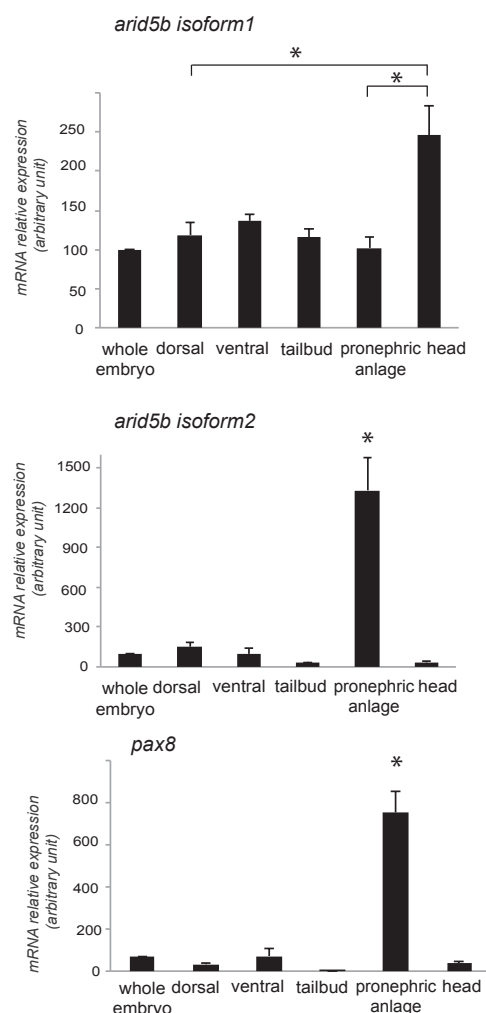 arid5b isoform1
*
*
mRNA relative expression
(arbitrary unit)
250
200
150
100
50
0
whole dorsal ventral tailbud pronephric head
embryo anlage
arid5b isoform2
*
mRNA relative expression
(arbitrary unit)
1500
1200
900
600
300
0
whole dorsal ventral tailbud pronephric head
embryo anlage
pax8
*
mRNA relative expression
(arbitrary unit)
800
600
400
200
0
whole dorsal ventral tailbud pronephric head
embryo anlage